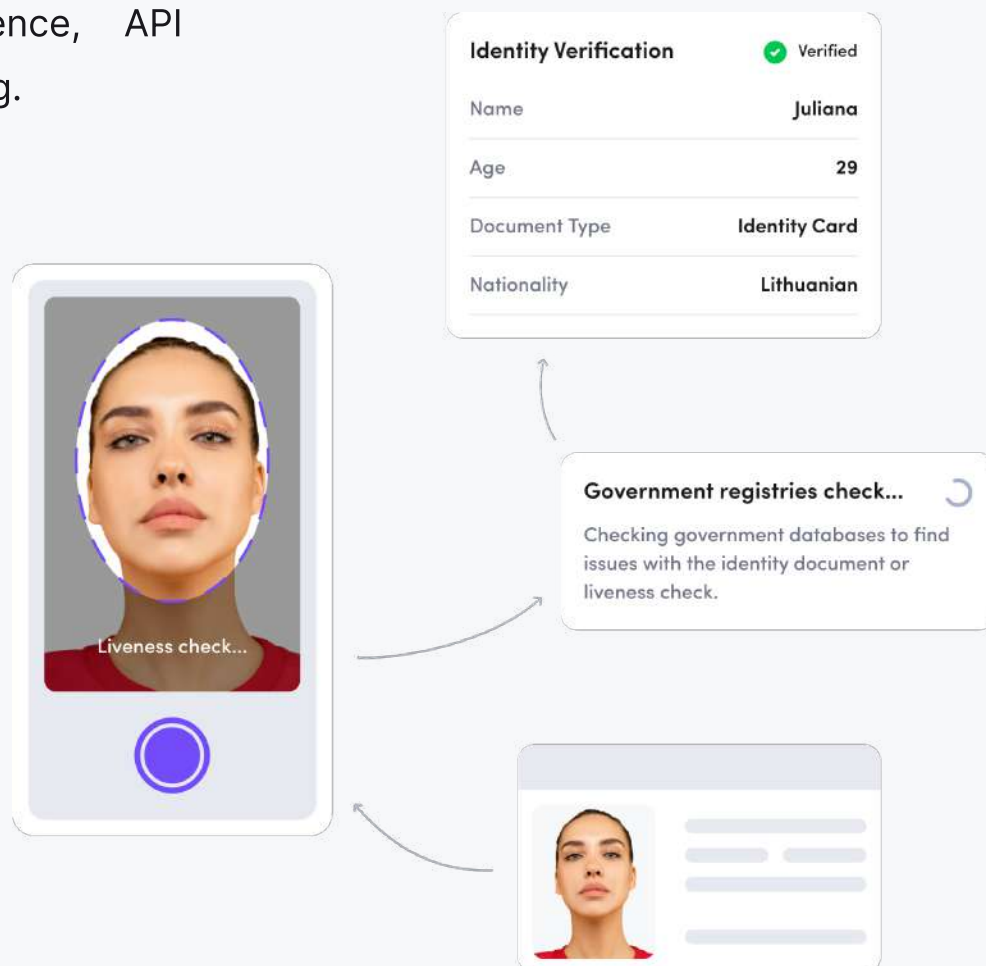 API
g.
Identity Verification
Verified
Name
Juliana
Age
29
Document Type
Identity Card
Nationality
Lithuanian
Government registries check...
Checking government databases to find
issues with the identity document or
liveness check.
Liveness check...